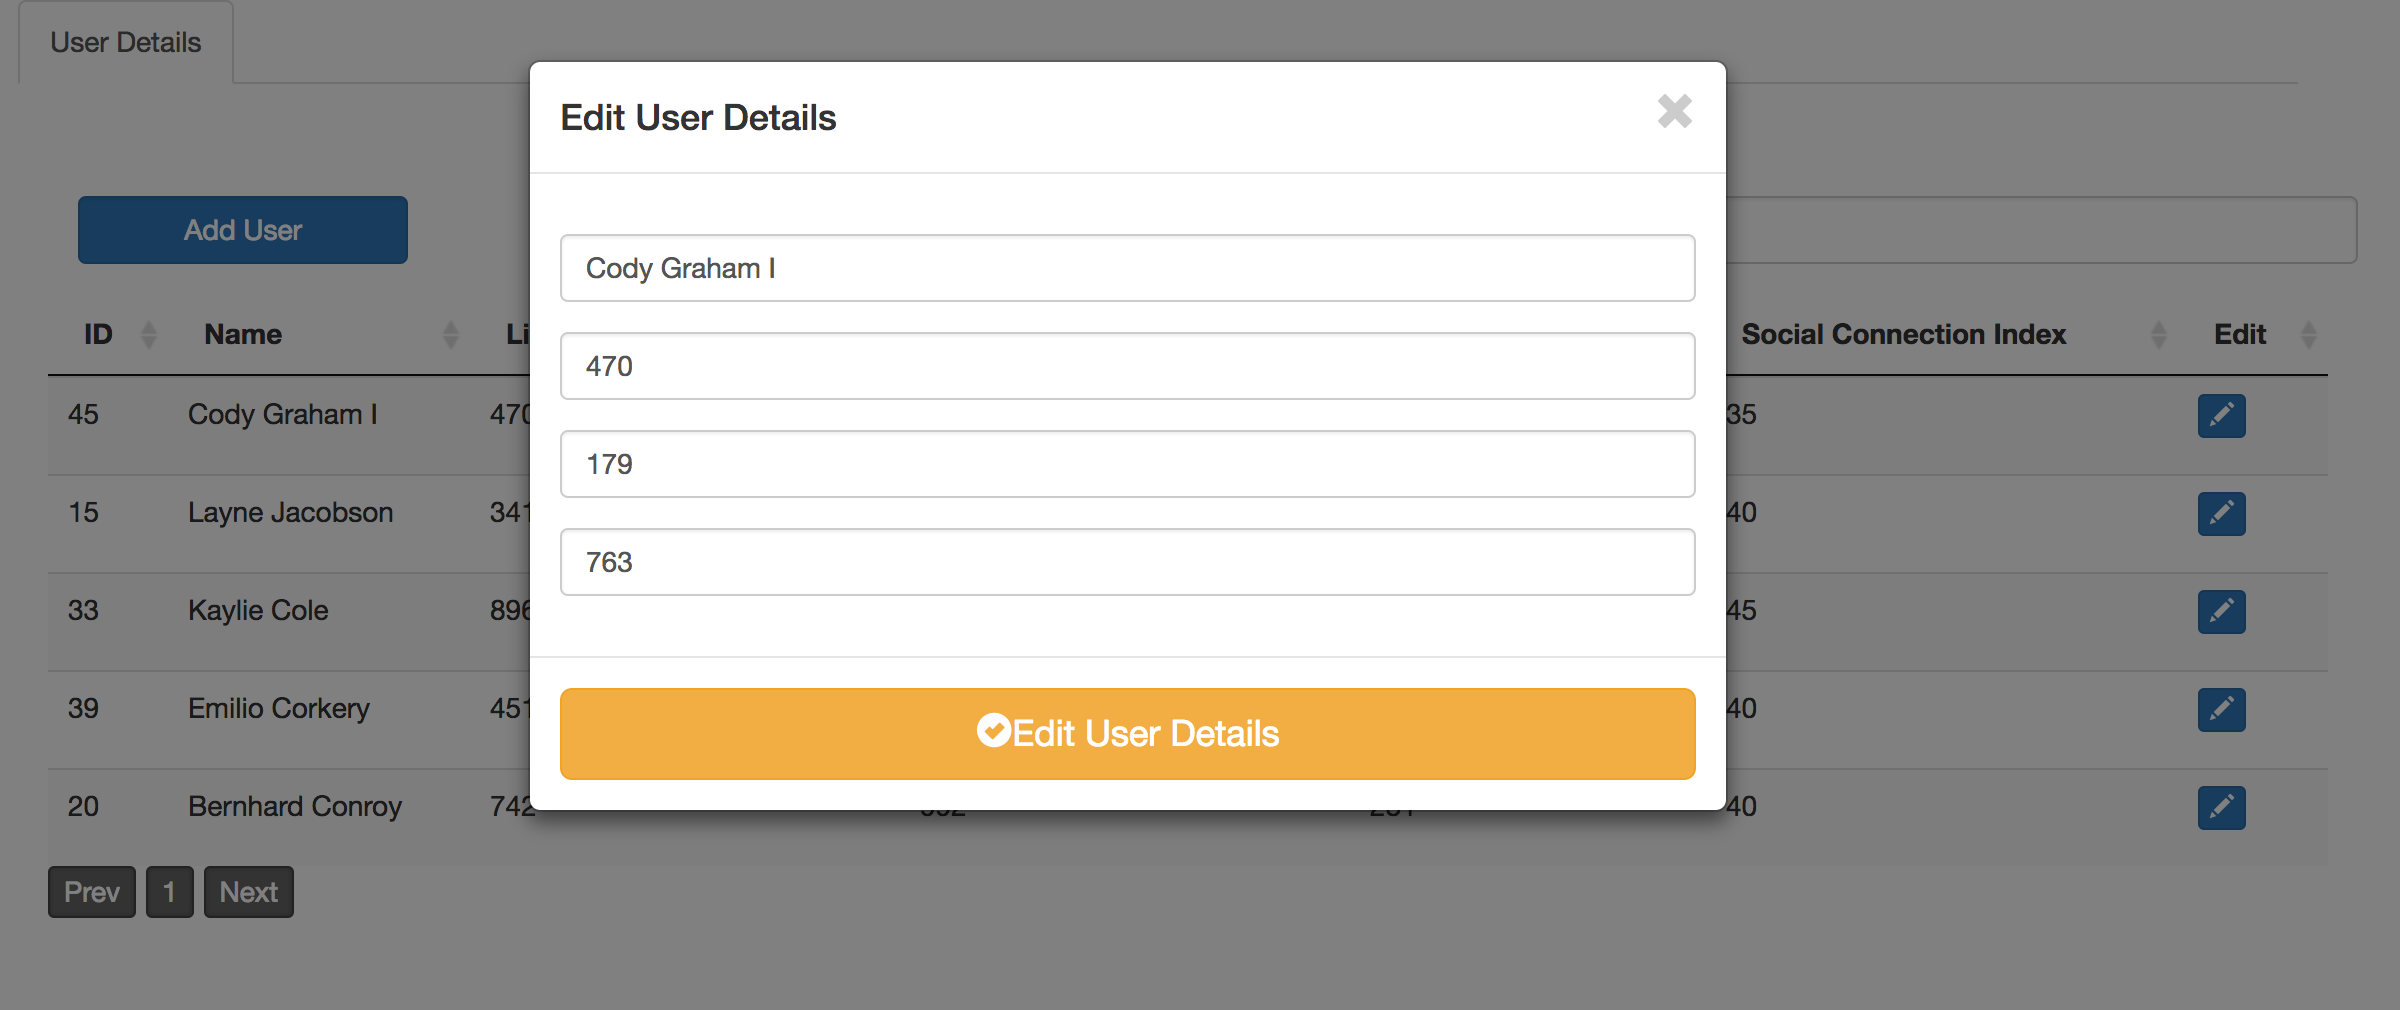 User Details
Edit User Details
Add User
Cody Graham I
ID Name Social Connection Index Edit
470
45 Cody Graham I 470 35
179
15 Layne Jacobson 341 40
763
33 Kaylie Cole 896 45
39 Emilio Corkery 451 40
Edit User Details
20 Bernhard Conroy 742 40
Prev 1 Next